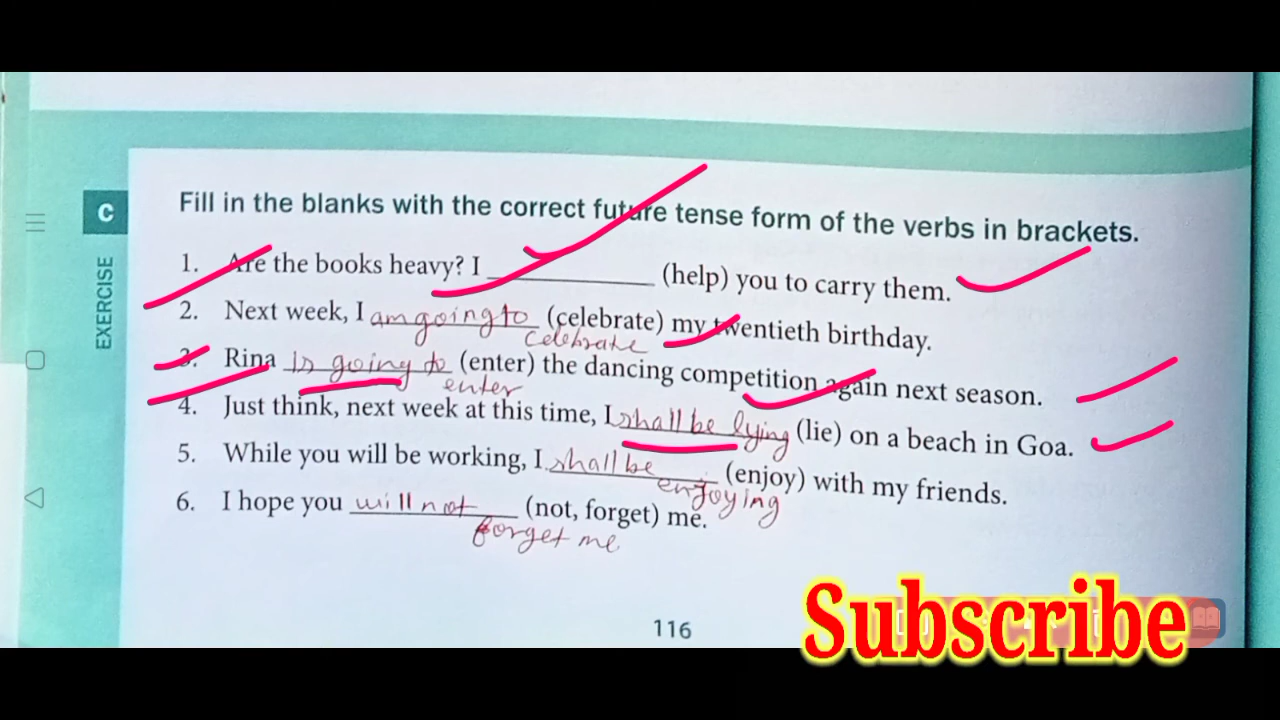 C
EXERCISE
Fill in the blanks with the correct future tense form of the verbs in brackets.
1. Are the books heavy? I ____________ (help) you to carry them.
2. Next week, I am going to (celebrate) my twentieth birthday.
celebrate
3. Rina is going to (enter) the dancing competition again next season.
enter
4. Just think, next week at this time, I shall be lying (lie) on a beach in Goa.
5. While you will be working, I shall be (enjoy) with my friends.
enjoying
6. I hope you will not (not, forget) me.
forget me
116
Subscribe